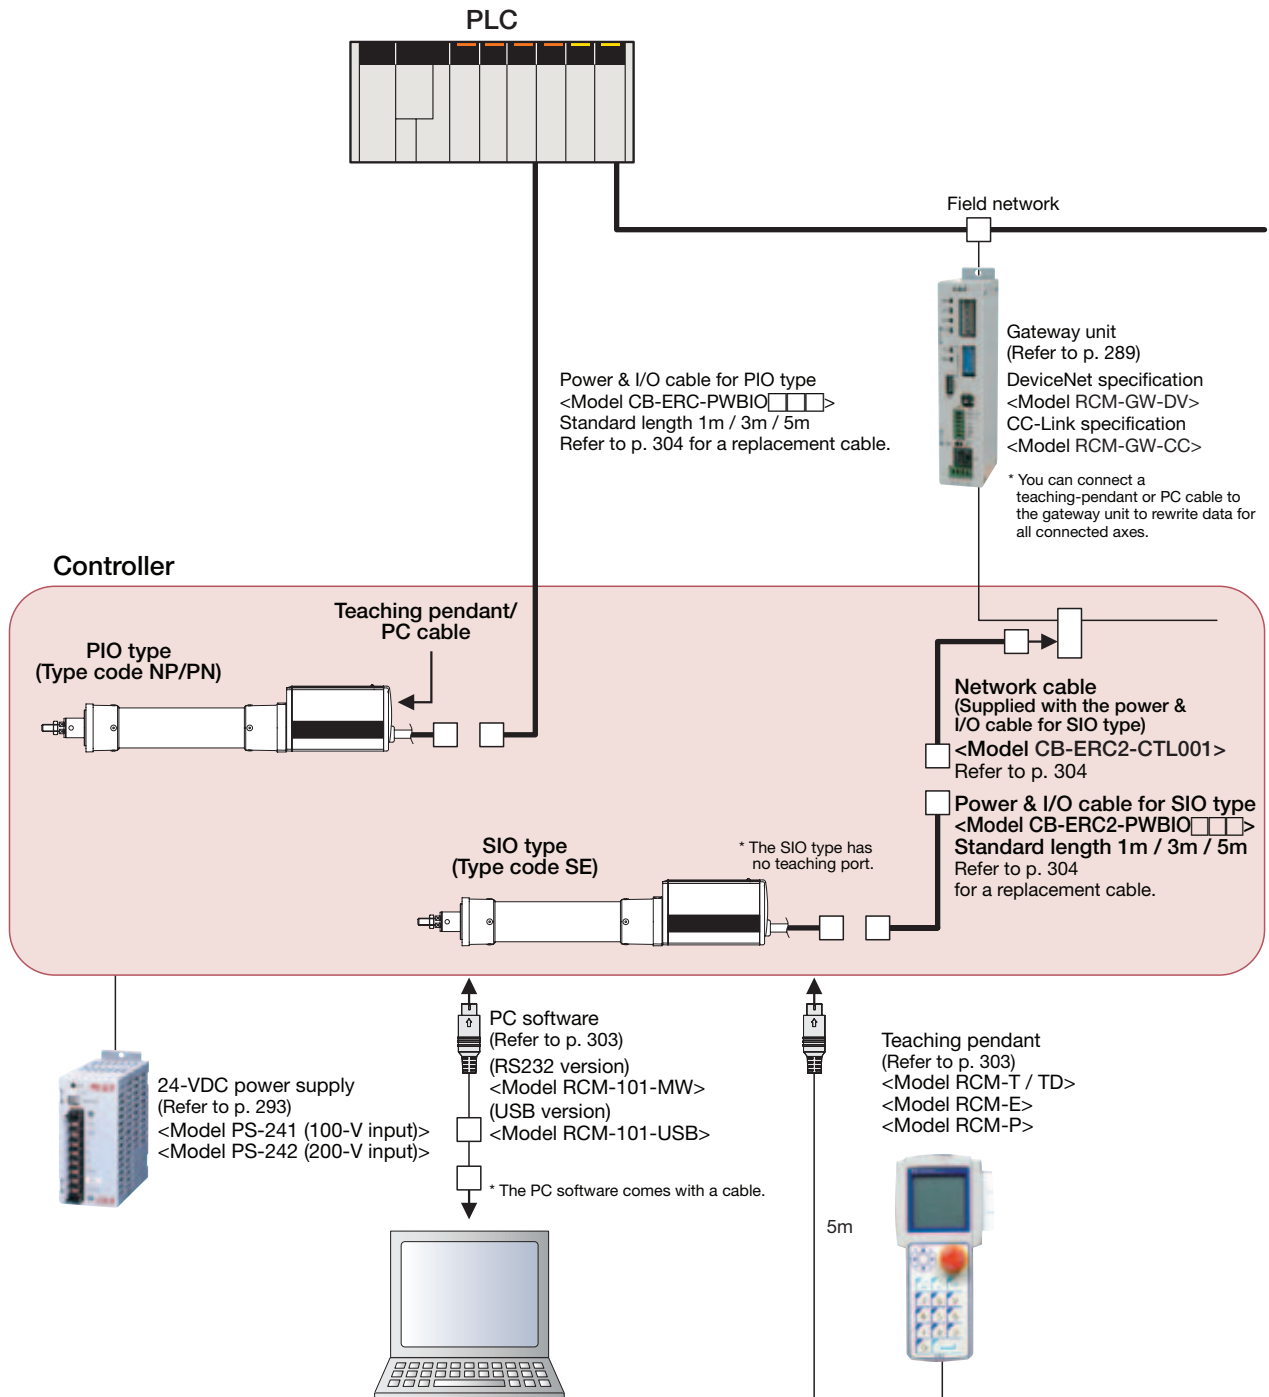 PLC
Field network
Gateway unit
(Refer to p. 289)
DeviceNet specification
<Model RCM-GW-DV>
CC-Link specification
<Model RCM-GW-CC>
* You can connect a
teaching-pendant or PC cable to
the gateway unit to rewrite data for
all connected axes.
Power & I/O cable for PIO type
<Model CB-ERC-PWBIO□□□>
Standard length 1m / 3m / 5m
Refer to p. 304 for a replacement cable.
Controller
Teaching pendant/
PC cable
PIO type
(Type code NP/PN)
Network cable
(Supplied with the power &
I/O cable for SIO type)
<Model CB-ERC2-CTL001>
Refer to p. 304
Power & I/O cable for SIO type
<Model CB-ERC2-PWBIO□□□>
Standard length 1m / 3m / 5m
Refer to p. 304
for a replacement cable.
SIO type
(Type code SE)
* The SIO type has
no teaching port.
24-VDC power supply
(Refer to p. 293)
<Model PS-241 (100-V input)>
<Model PS-242 (200-V input)>
PC software
(Refer to p. 303)
(RS232 version)
<Model RCM-101-MW>
(USB version)
<Model RCM-101-USB>
* The PC software comes with a cable.
5m
Teaching pendant
(Refer to p. 303)
<Model RCM-T / TD>
<Model RCM-E>
<Model RCM-P>